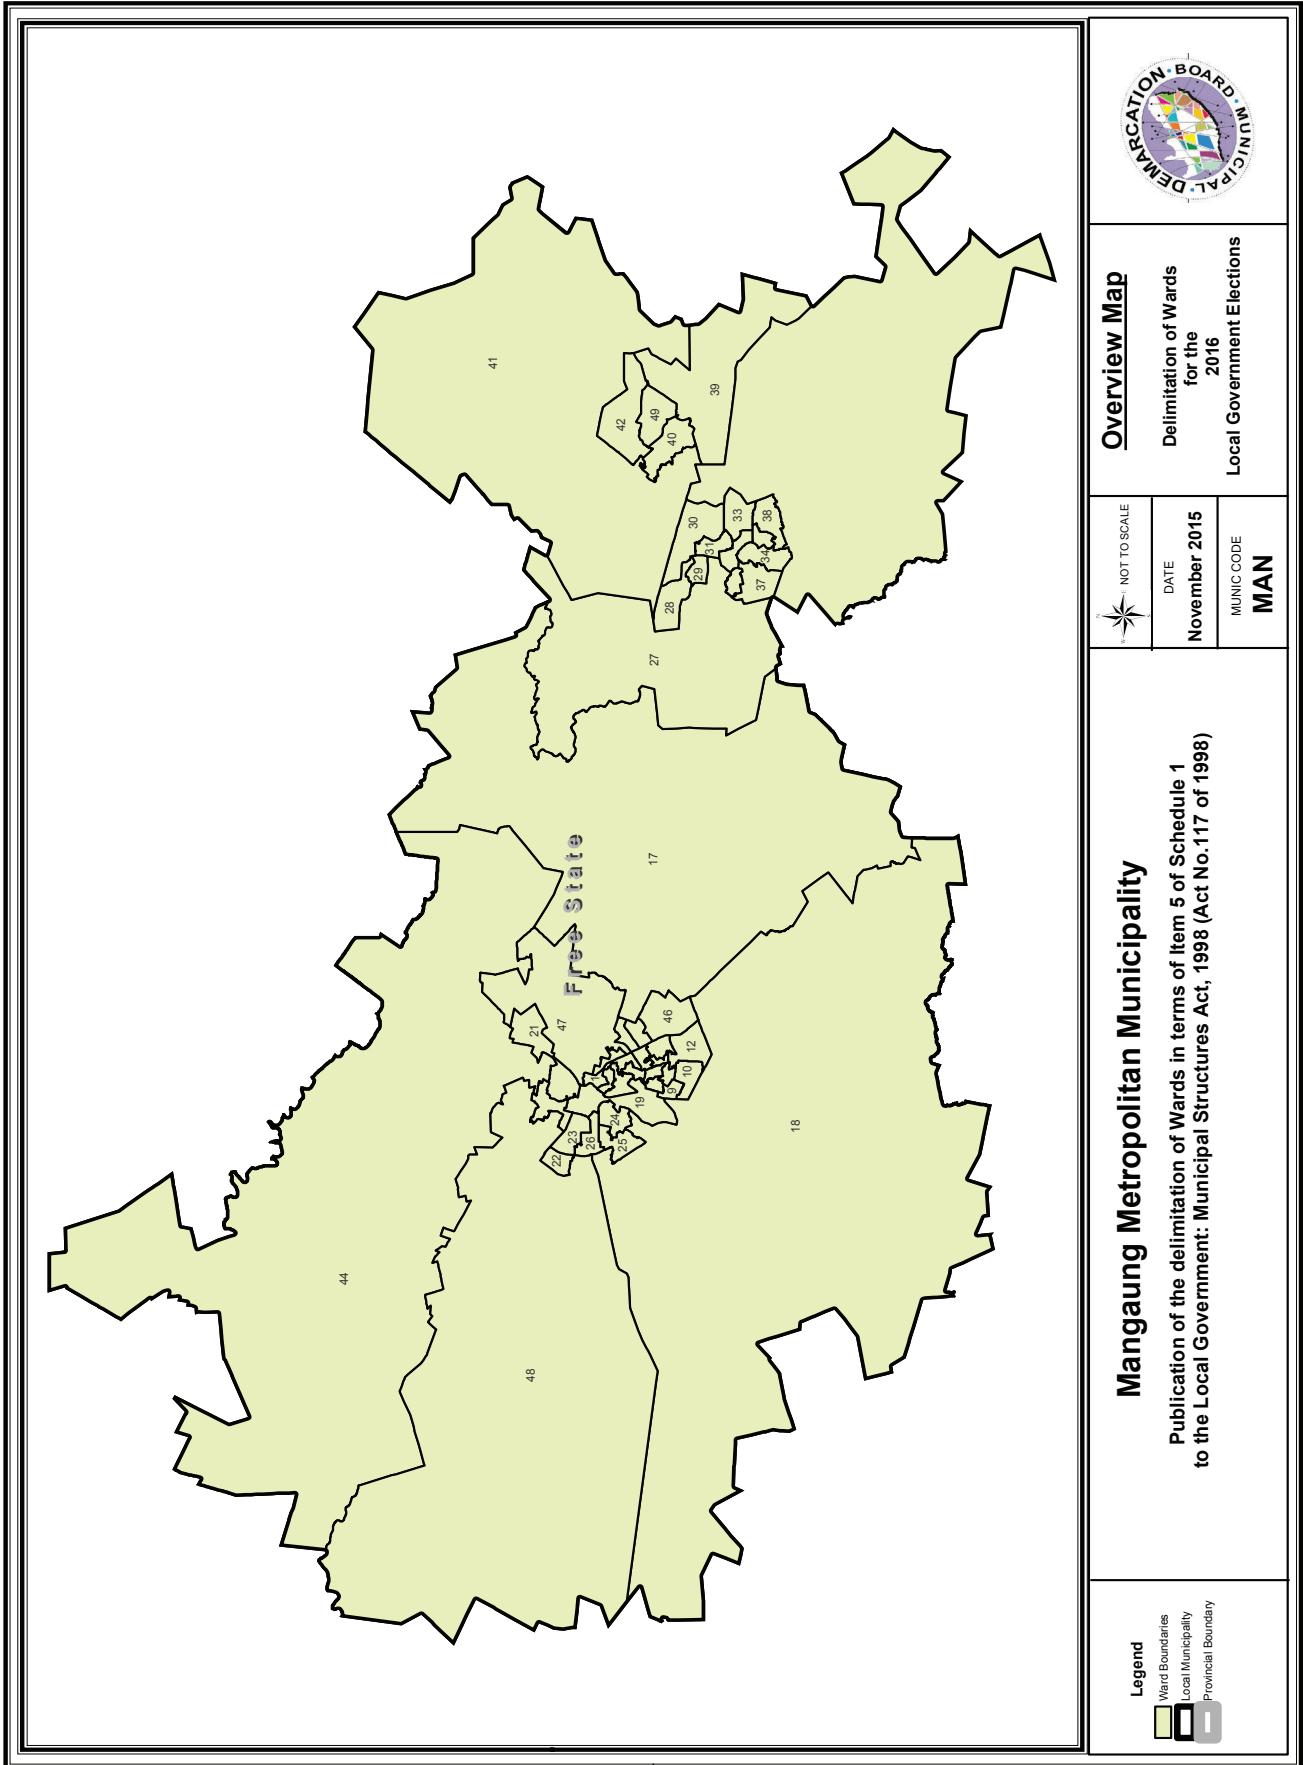 44
48
18
17
27
41
Free State
47
21
46
12
10
9
19
24
25
26
23
22
1
28
29
30
31
33
38
34
37
39
40
42
49
Legend
Ward Boundaries
Local Municipality
Provincial Boundary
Mangaung Metropolitan Municipality
Publication of the delimitation of Wards in terms of Item 5 of Schedule 1
to the Local Government: Municipal Structures Act, 1998 (Act No.117 of 1998)
N
W
E
S
NOT TO SCALE
DATE
November 2015
MUNIC CODE
MAN
Overview Map
Delimitation of Wards
for the
2016
Local Government Elections
MUNICIPAL • DEMARCATION • BOARD •